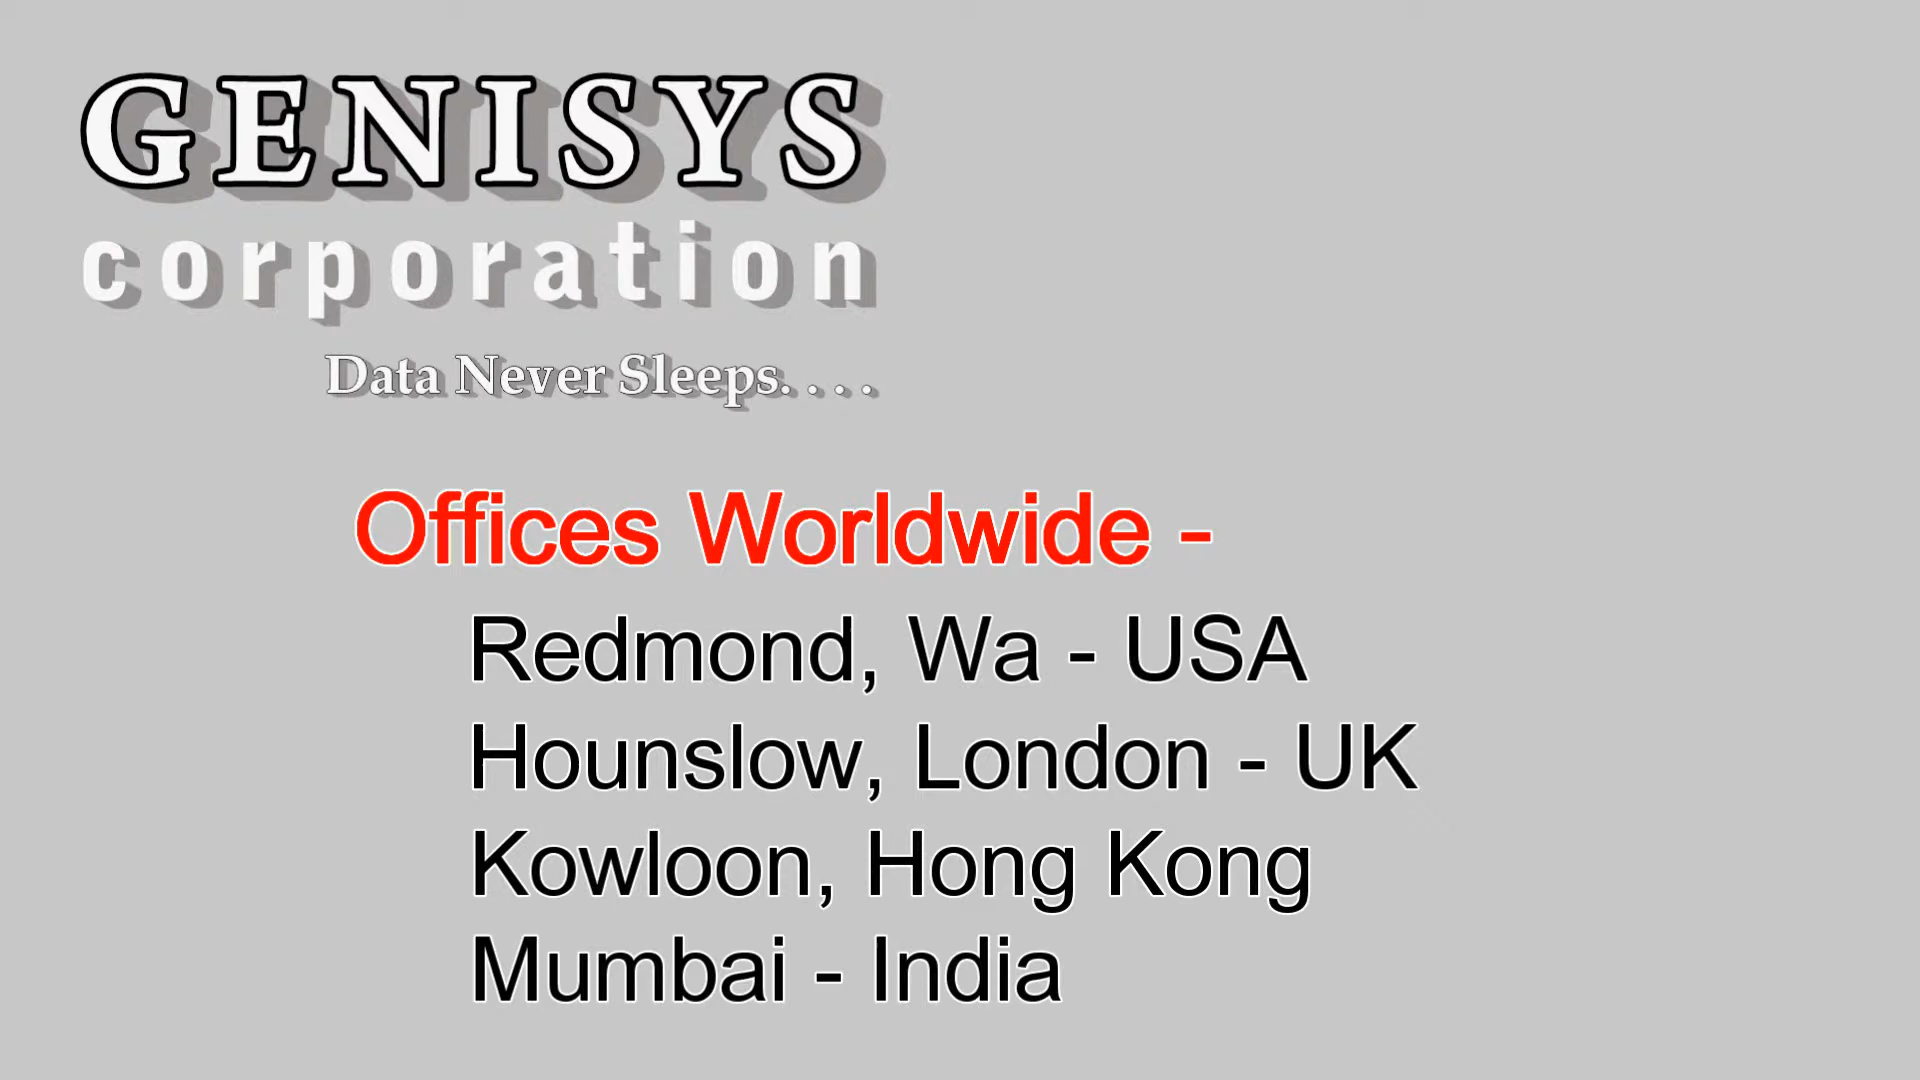 GENISYS
corporation
Data Never Sleeps. . . .
Offices Worldwide -
Redmond, Wa - USA
Hounslow, London - UK
Kowloon, Hong Kong
Mumbai - India